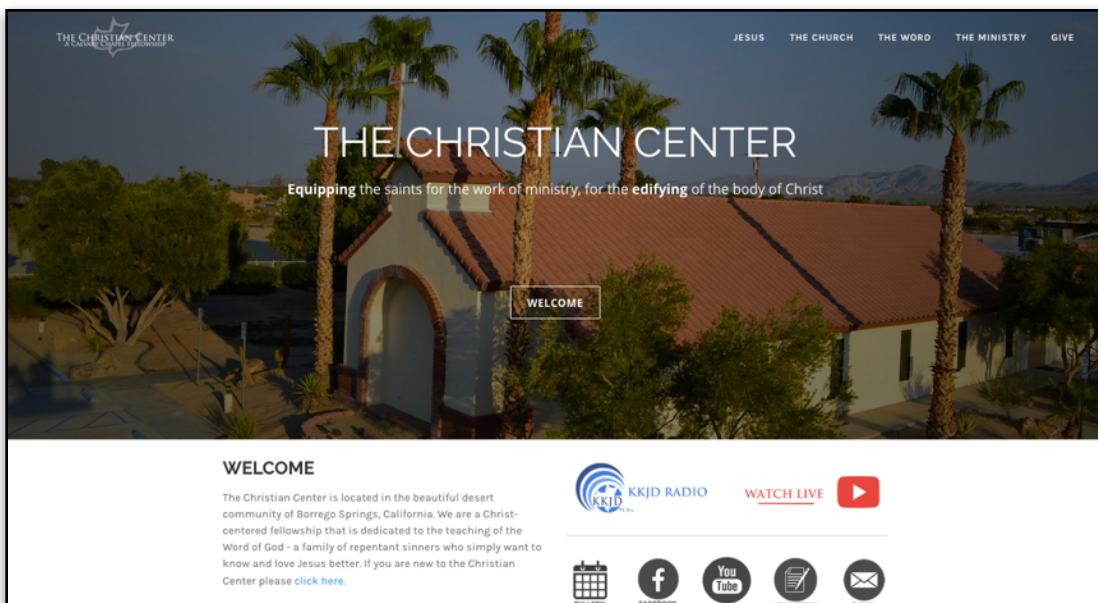 THE CHRISTIAN CENTER
A CALVARY CHAPEL FELLOWSHIP
JESUS THE CHURCH THE WORD THE MINISTRY GIVE
THE CHRISTIAN CENTER
Equipping the saints for the work of ministry, for the edifying of the body of Christ
WELCOME
WELCOME
The Christian Center is located in the beautiful desert
community of Borrego Springs, California. We are a Christ-
centered fellowship that is dedicated to the teaching of the
Word of God - a family of repentant sinners who simply want to
know and love Jesus better. If you are new to the Christian
Center please click here.
KKJD
KKJD RADIO
WATCH LIVE
You
Tube